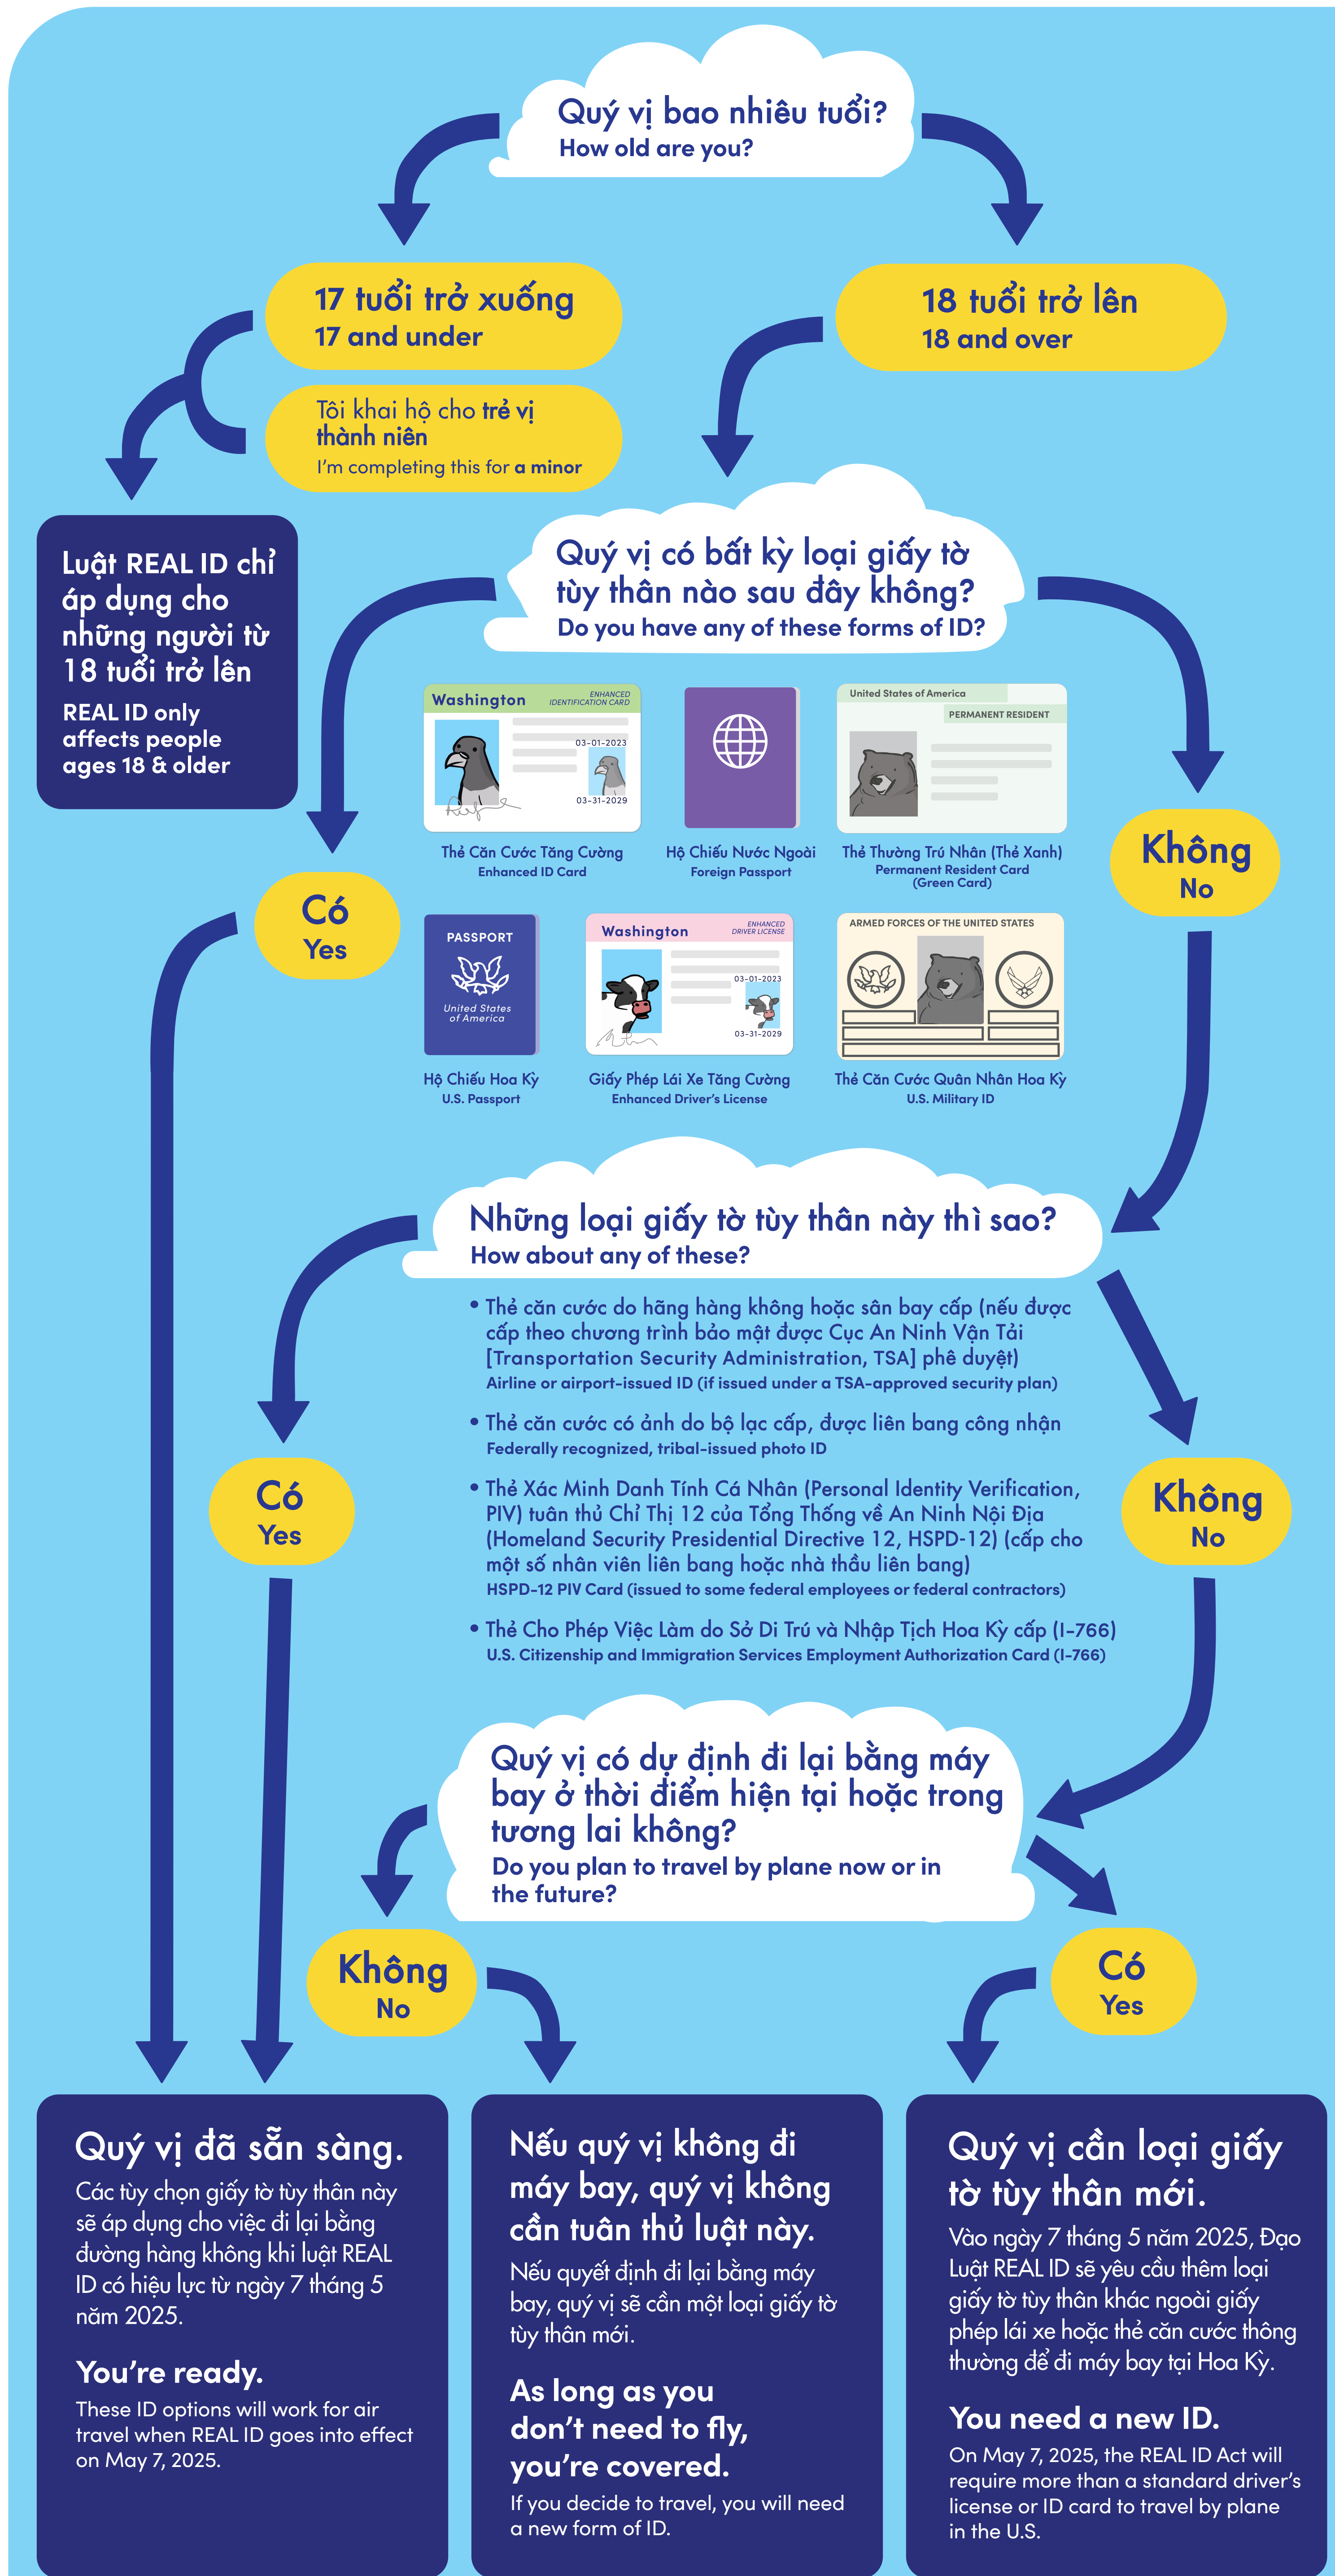 Quý vị bao nhiêu tuổi?
How old are you?
17 tuổi trở xuống
17 and under
18 tuổi trở lên
18 and over
Tôi khai hộ cho trẻ vị
thành niên
I'm completing this for a minor
Luật REAL ID chỉ
áp dụng cho
những người từ
18 tuổi trở lên
REAL ID only
affects people
ages 18 & older
Quý vị có bất kỳ loại giấy tờ
tùy thân nào sau đây không?
Do you have any of these forms of ID?
Washington
ENHANCED
IDENTIFICATION CARD
03-01-2023
03-31-2029
Thẻ Căn Cước Tăng Cường
Enhanced ID Card
Hộ Chiếu Nước Ngoài
Foreign Passport
United States of America
PERMANENT RESIDENT
Thẻ Thường Trú Nhân (Thẻ Xanh)
Permanent Resident Card
(Green Card)
Không
No
Có
Yes
PASSPORT
United States
of America
Hộ Chiếu Hoa Kỳ
U.S. Passport
Washington
ENHANCED
DRIVER LICENSE
03-01-2023
03-31-2029
Giấy Phép Lái Xe Tăng Cường
Enhanced Driver's License
ARMED FORCES OF THE UNITED STATES
Thẻ Căn Cước Quân Nhân Hoa Kỳ
U.S. Military ID
Những loại giấy tờ tùy thân này thì sao?
How about any of these?
• Thẻ căn cước do hãng hàng không hoặc sân bay cấp (nếu được
cấp theo chương trình bảo mật được Cục An Ninh Vận Tải
[Transportation Security Administration, TSA] phê duyệt)
Airline or airport-issued ID (if issued under a TSA-approved security plan)
• Thẻ căn cước có ảnh do bộ lạc cấp, được liên bang công nhận
Federally recognized, tribal-issued photo ID
• Thẻ Xác Minh Danh Tính Cá Nhân (Personal Identity Verification,
PIV) tuân thủ Chỉ Thị 12 của Tổng Thống về An Ninh Nội Địa
(Homeland Security Presidential Directive 12, HSPD-12) (cấp cho
một số nhân viên liên bang hoặc nhà thầu liên bang)
HSPD-12 PIV Card (issued to some federal employees or federal contractors)
• Thẻ Cho Phép Việc Làm do Sở Di Trú và Nhập Tịch Hoa Kỳ cấp (I-766)
U.S. Citizenship and Immigration Services Employment Authorization Card (I-766)
Có
Yes
Không
No
Quý vị có dự định đi lại bằng máy
bay ở thời điểm hiện tại hoặc trong
tương lai không?
Do you plan to travel by plane now or in
the future?
Không
No
Có
Yes
Quý vị đã sẵn sàng.
Các tùy chọn giấy tờ tùy thân này
sẽ áp dụng cho việc đi lại bằng
đường hàng không khi luật REAL
ID có hiệu lực từ ngày 7 tháng 5
năm 2025.
You're ready.
These ID options will work for air
travel when REAL ID goes into effect
on May 7, 2025.
Nếu quý vị không đi
máy bay, quý vị không
cần tuân thủ luật này.
Nếu quyết định đi lại bằng máy
bay, quý vị sẽ cần một loại giấy tờ
tùy thân mới.
As long as you
don't need to fly,
you're covered.
If you decide to travel, you will need
a new form of ID.
Quý vị cần loại giấy
tờ tùy thân mới.
Vào ngày 7 tháng 5 năm 2025, Đạo
Luật REAL ID sẽ yêu cầu thêm loại
giấy tờ tùy thân khác ngoài giấy
phép lái xe hoặc thẻ căn cước thông
thường để đi máy bay tại Hoa Kỳ.
You need a new ID.
On May 7, 2025, the REAL ID Act will
require more than a standard driver's
license or ID card to travel by plane
in the U.S.